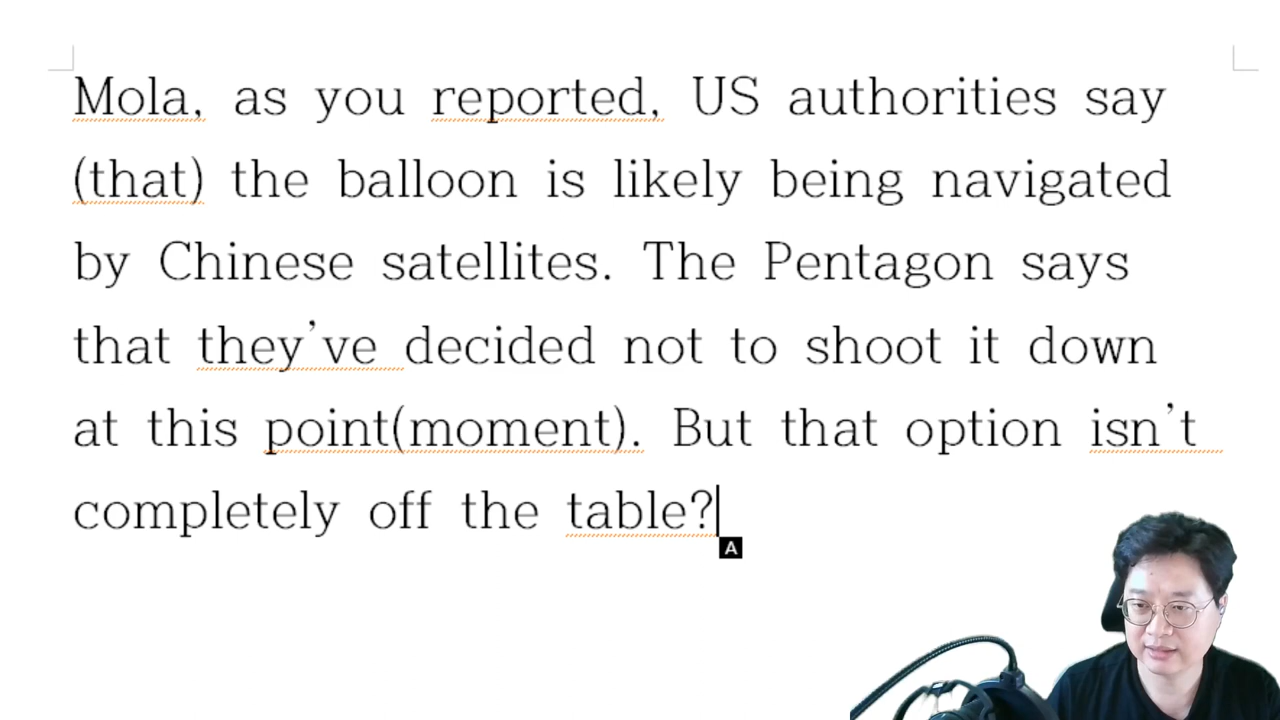 Mola, as you reported, US authorities say
(that) the balloon is likely being navigated
by Chinese satellites. The Pentagon says
that they've decided not to shoot it down
at this point(moment). But that option isn't
completely off the table?
A